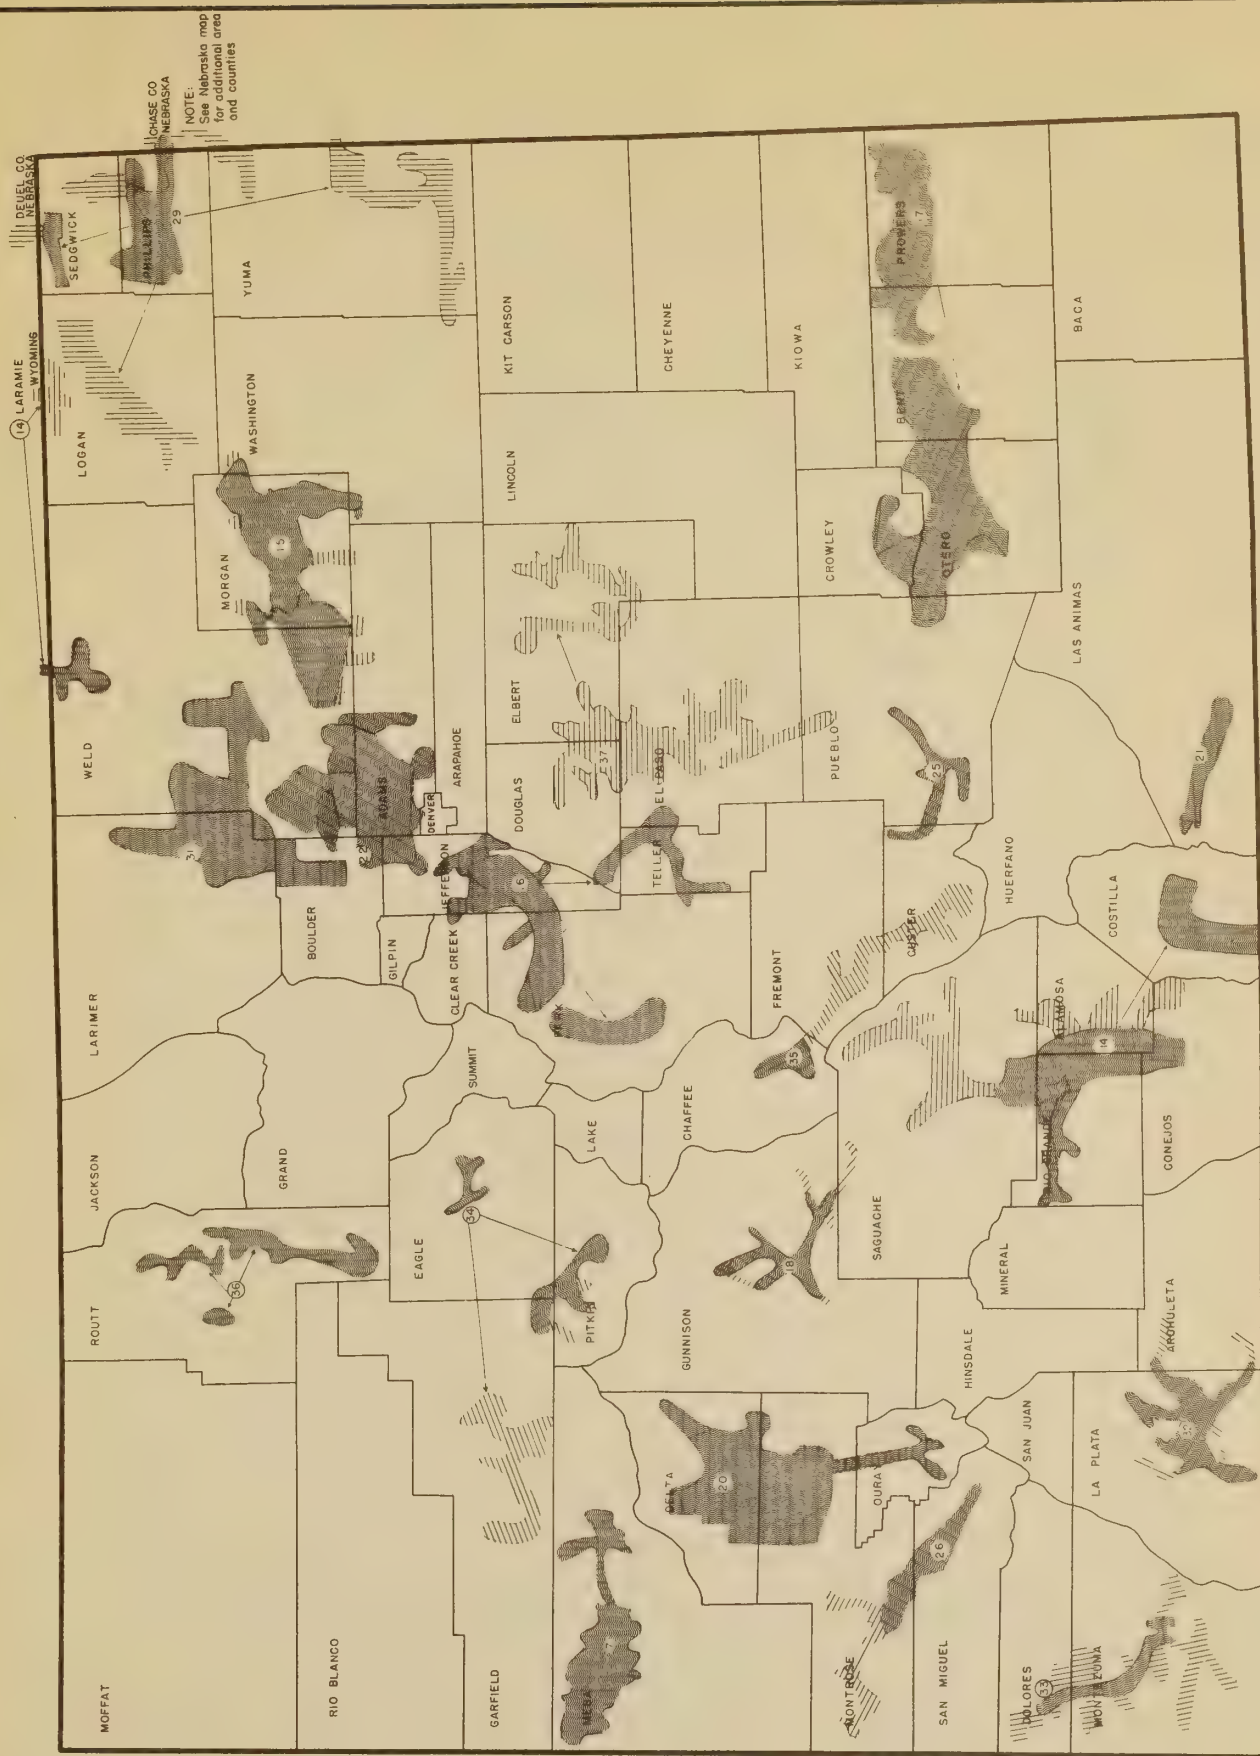 DEUEL CO.
NEBRASKA
CHASE CO
NEBRASKA
NOTE:
See Nebraska map
for additional area
and counties
14 LARAMIE
WYOMING
MOFFAT
ROUTT
36
JACKSON
LARIMER
31
WELD
LOGAN
SEDGWICK
PHILLIPS
29
MORGAN
15
WASHINGTON
YUMA
RIO BLANCO
GRAND
BOULDER
22
GILPIN
ADAMS
DENVER
ARAPAHOE
GARFIELD
EAGLE
34
SUMMIT
CLEAR CREEK
JEFFERSON
6
DOUGLAS
ELBERT
37
LINCOLN
KIT CARSON
MESA
PITKIN
LAKE
PARK
TELLER
EL PASO
CHEYENNE
DELTA
20
GUNNISON
18
CHAFFEE
35
FREMONT
PUEBLO
25
CROWLEY
KIOWA
MONTROSE
OURAY
26
SAGUACHE
CUSTER
OTERO
BENT
PROWERS
7
SAN MIGUEL
HINSDALE
MINERAL
HUERFANO
DOLORES
33
SAN JUAN
RIO GRANDE
ALAMOSA
14
COSTILLA
LAS ANIMAS
21
BACA
MONTEZUMA
LA PLATA
ARCHULETA
CONEJOS